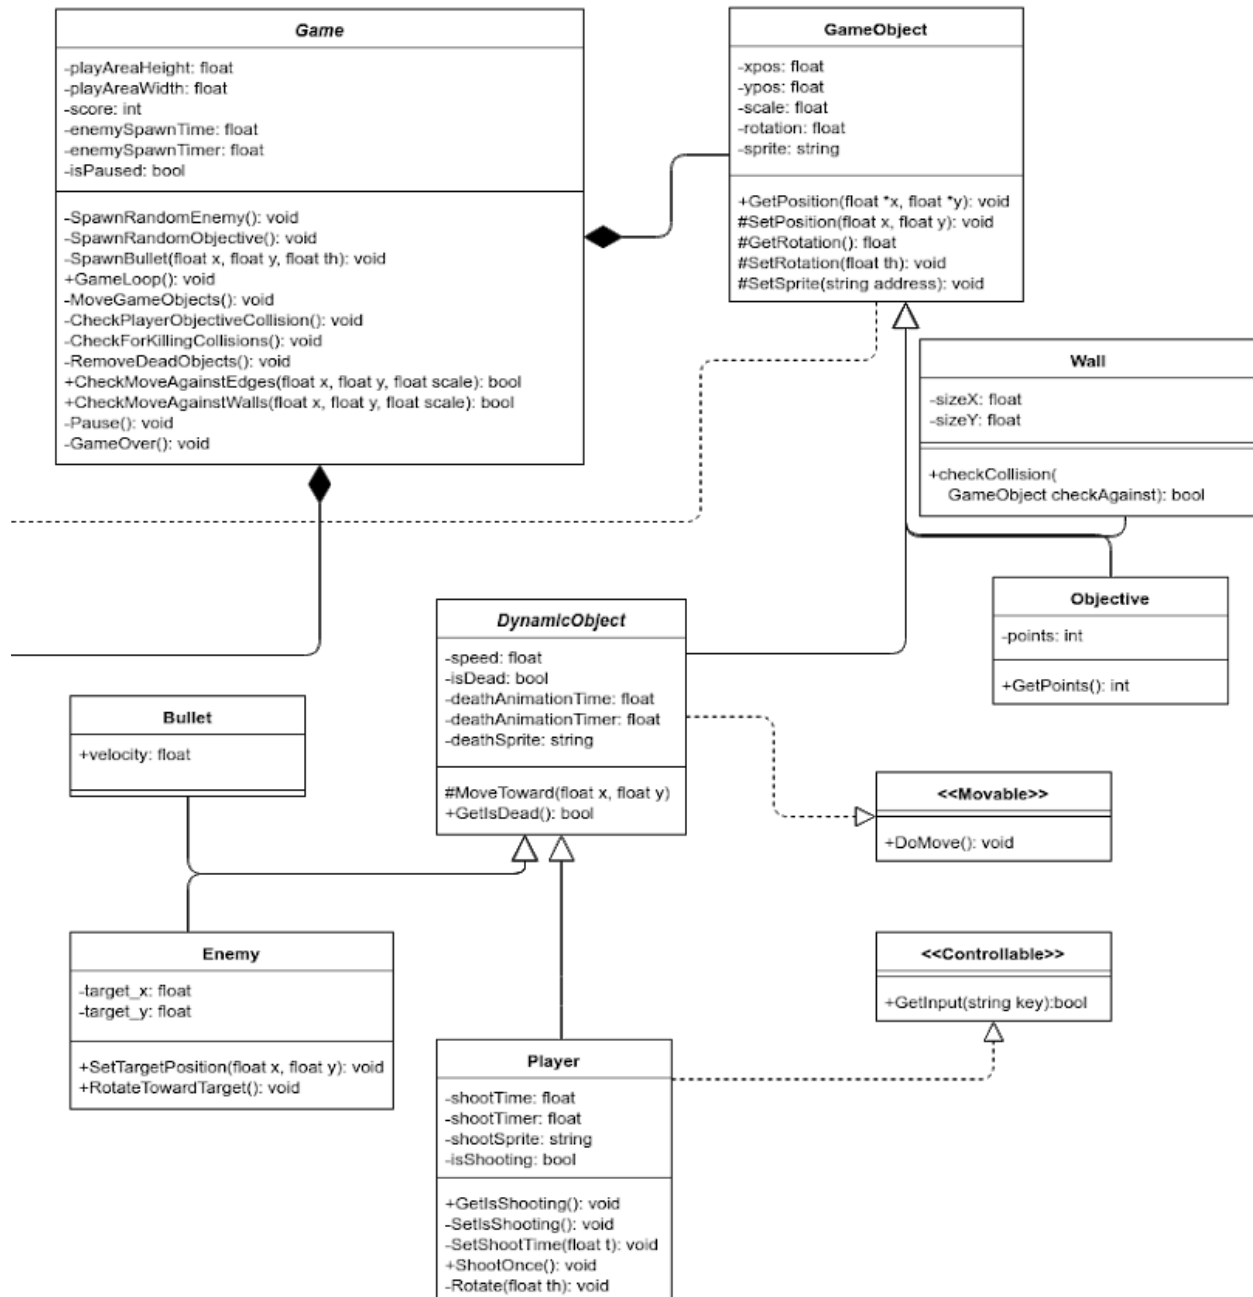 Game
-playAreaHeight: float
-playAreaWidth: float
-score: int
-enemySpawnTime: float
-enemySpawnTimer: float
-isPaused: bool
-SpawnRandomEnemy(): void
-SpawnRandomObjective(): void
-SpawnBullet(float x, float y, float th): void
+GameLoop(): void
-MoveGameObjects(): void
-CheckPlayerObjectiveCollision(): void
-CheckForKillingCollisions(): void
-RemoveDeadObjects(): void
+CheckMoveAgainstEdges(float x, float y, float scale): bool
+CheckMoveAgainstWalls(float x, float y, float scale): bool
-Pause(): void
-GameOver(): void
GameObject
-xpos: float
-ypos: float
-scale: float
-rotation: float
-sprite: string
+GetPosition(float *x, float *y): void
#SetPosition(float x, float y): void
#GetRotation(): float
#SetRotation(float th): void
#SetSprite(string address): void
Wall
-sizeX: float
-sizeY: float
+checkCollision(
GameObject checkAgainst): bool
Objective
-points: int
+GetPoints(): int
DynamicObject
-speed: float
-isDead: bool
-deathAnimationTime: float
-deathAnimationTimer: float
-deathSprite: string
#MoveToward(float x, float y)
+GetIsDead(): bool
Bullet
+velocity: float
<<Movable>>
+DoMove(): void
Enemy
-target_x: float
-target_y: float
+SetTargetPosition(float x, float y): void
+RotateTowardTarget(): void
<<Controllable>>
+GetInput(string key):bool
Player
-shootTime: float
-shootTimer: float
-shootSprite: string
-isShooting: bool
+GetIsShooting(): void
-SetIsShooting(): void
-SetShootTime(float t): void
+ShootOnce(): void
-Rotate(float th): void